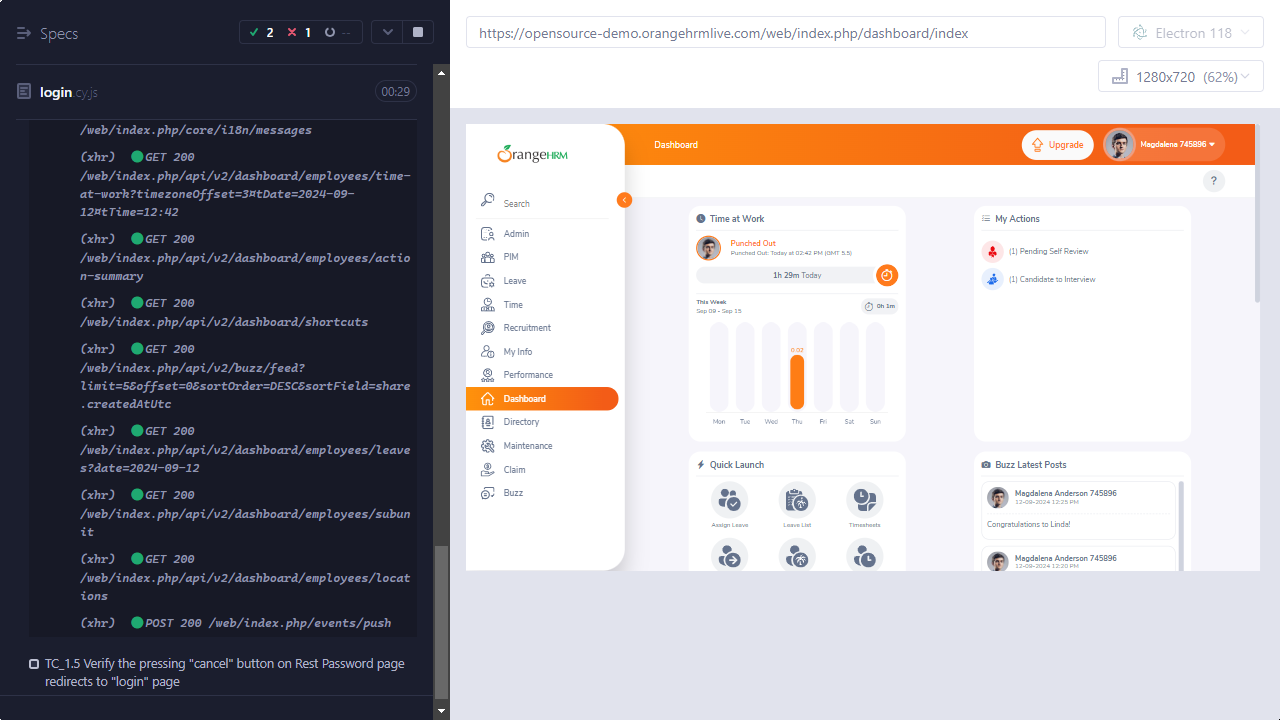 Specs
2
1
--
login.cy.js
00:29
/web/index.php/core/i18n/messages
(xhr) GET 200
/web/index.php/api/v2/dashboard/employees/time-
at-work?timezoneOffset=3¤tDate=2024-09-
12¤tTime=12:42
(xhr) GET 200
/web/index.php/api/v2/dashboard/employees/actio
n-summary
(xhr) GET 200
/web/index.php/api/v2/dashboard/shortcuts
(xhr) GET 200
/web/index.php/api/v2/buzz/feed?
limit=5&offset=0&sortOrder=DESC&sortField=share
.createdAtUtc
(xhr) GET 200
/web/index.php/api/v2/dashboard/employees/leave
s?date=2024-09-12
(xhr) GET 200
/web/index.php/api/v2/dashboard/employees/subun
it
(xhr) GET 200
/web/index.php/api/v2/dashboard/employees/locat
ions
(xhr) POST 200 /web/index.php/events/push
TC_1.5 Verify the pressing "cancel" button on Rest Password page
redirects to "login" page
https://opensource-demo.orangehrmlive.com/web/index.php/dashboard/index
Electron 118
1280x720 (62%)
OrangeHRM
Search
Admin
PIM
Leave
Time
Recruitment
My Info
Performance
Dashboard
Directory
Maintenance
Claim
Buzz
Dashboard
Upgrade
Magdalena 745896
?
Time at Work
Punched Out
Punched Out: Today at 02:42 PM (GMT 5.5)
1h 29m Today
This Week
Sep 09 - Sep 15
0h 1m
0:02
Mon Tue Wed Thu Fri Sat Sun
My Actions
(1) Pending Self Review
(1) Candidate to Interview
Quick Launch
Assign Leave
Leave List
Timesheets
Buzz Latest Posts
Magdalena Anderson 745896
12-09-2024 12:25 PM
Congratulations to Linda!
Magdalena Anderson 745896
12-09-2024 12:20 PM